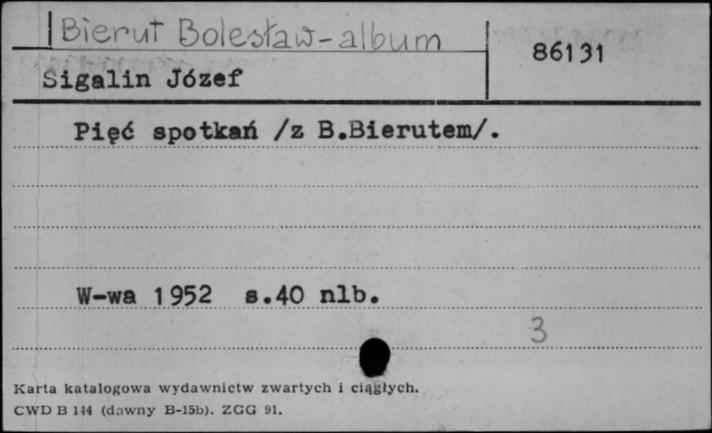 Bierut Bolesław-album
86131
Sigalin Józef
Pięć spotkań /z B.Bierutem/.
W-wa 1952 s.40 nlb.
3
Karta katalogowa wydawnictw zwartych i ciągłych.
CWD B 144 (dawny B-15b). ZGG 91.